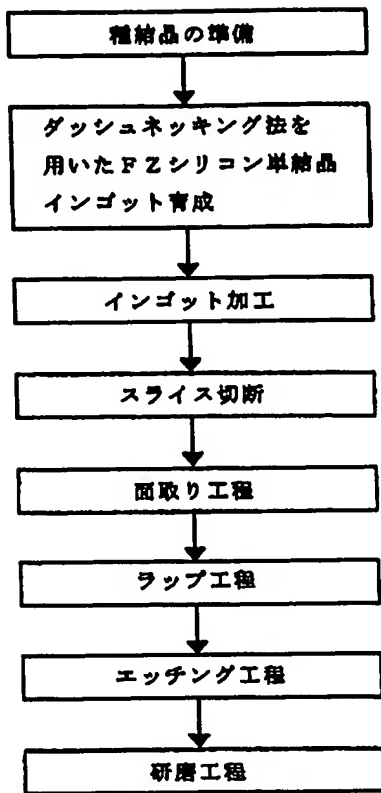 種結晶の準備
ダッシュネッキング法を
用いたFZシリコン単結晶
インゴット育成
インゴット加工
スライス切断
面取り工程
ラップ工程
エッチング工程
研磨工程